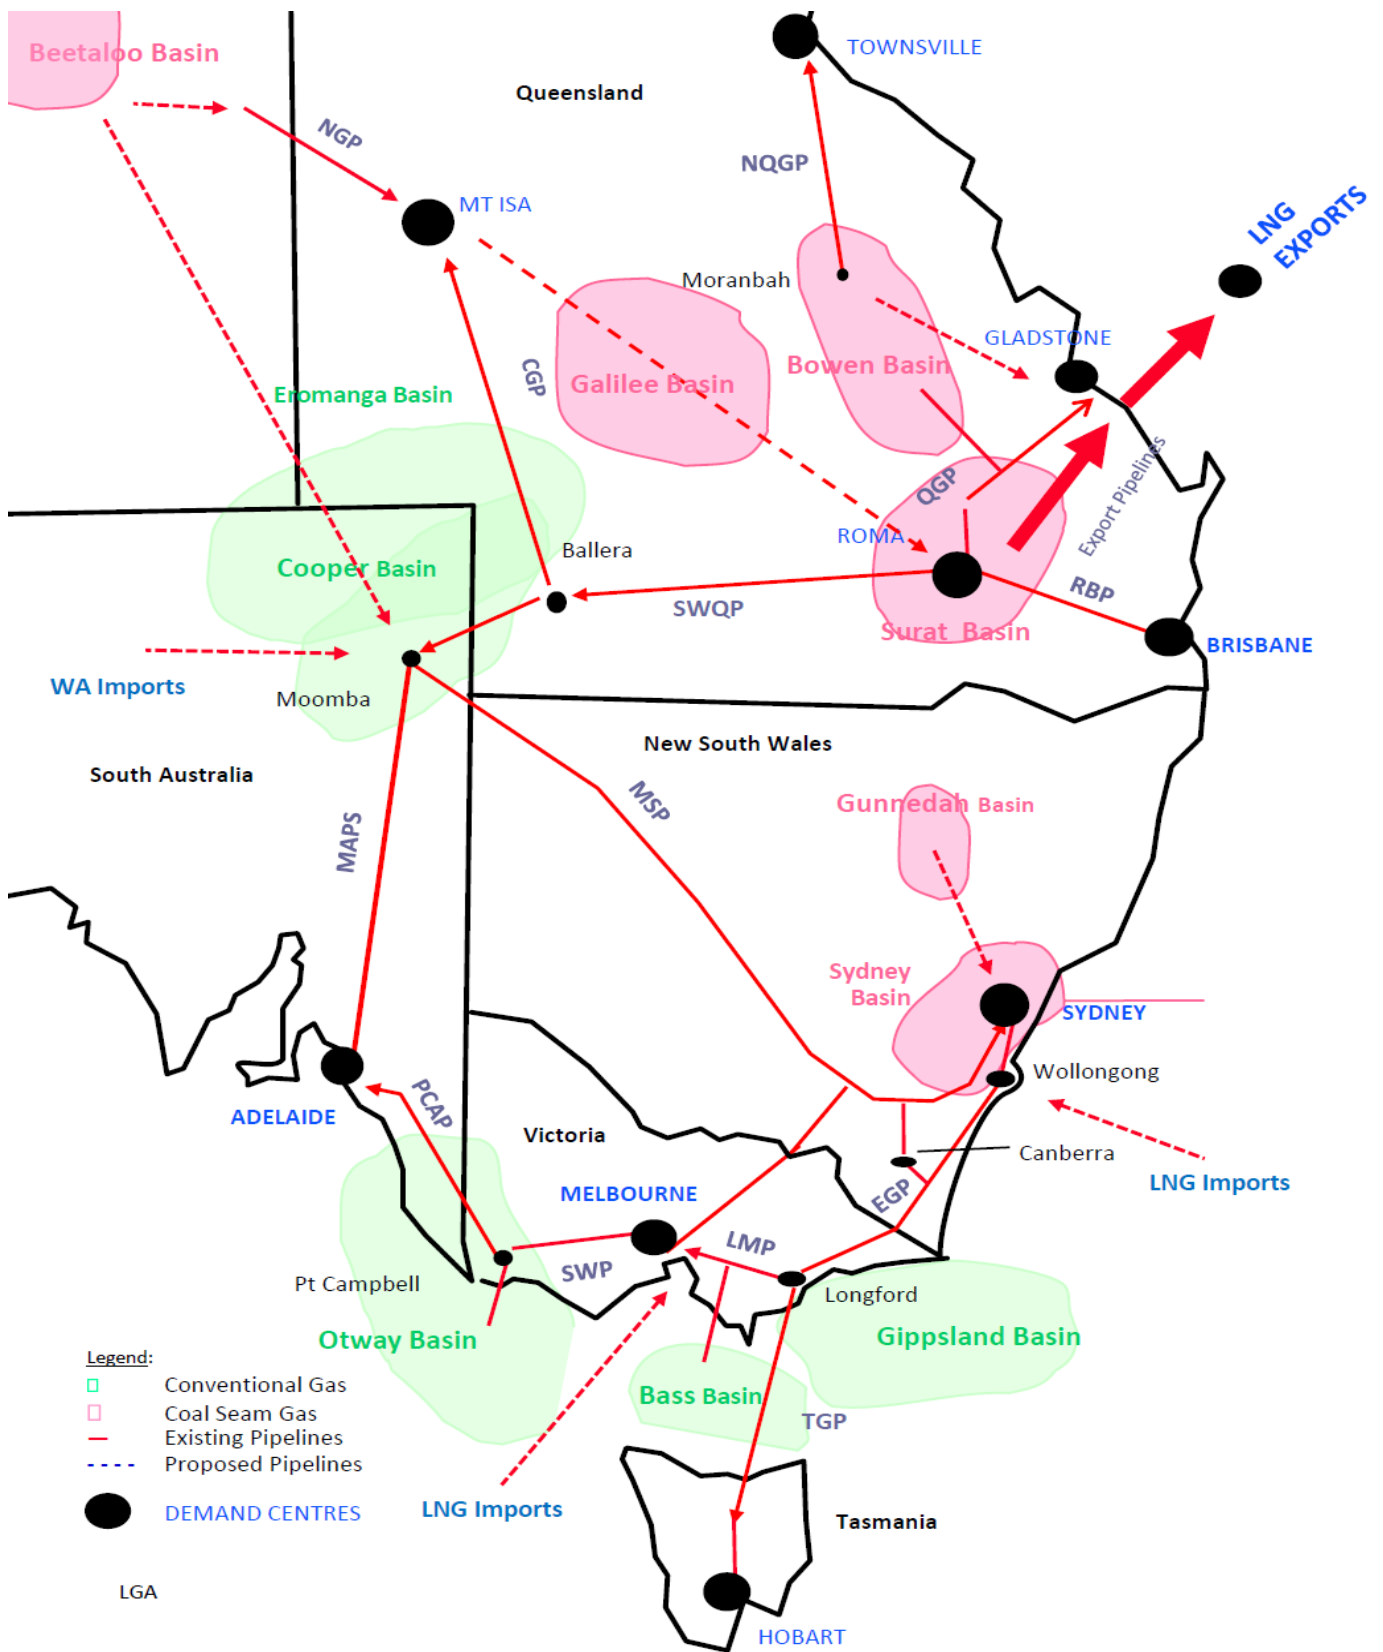 Beetaloo Basin
TOWNSVILLE
Queensland
NGP
NQGP
MT ISA
LNG
EXPORTS
Moranbah
GLADSTONE
CGP
Galilee Basin
Bowen Basin
Eromanga Basin
QGP
Export Pipelines
ROMA
Ballera
Cooper Basin
SWQP
RBP
Surat Basin
BRISBANE
WA Imports
Moomba
New South Wales
South Australia
MSP
Gunnedah Basin
MAPS
Sydney
Basin
SYDNEY
Wollongong
PCAP
ADELAIDE
Victoria
Canberra
MELBOURNE
EGP
LNG Imports
LMP
SWP
Pt Campbell
Longford
Otway Basin
Gippsland Basin
Legend:
Conventional Gas
Coal Seam Gas
Existing Pipelines
Proposed Pipelines
DEMAND CENTRES
Bass Basin
TGP
LNG Imports
Tasmania
LGA
HOBART